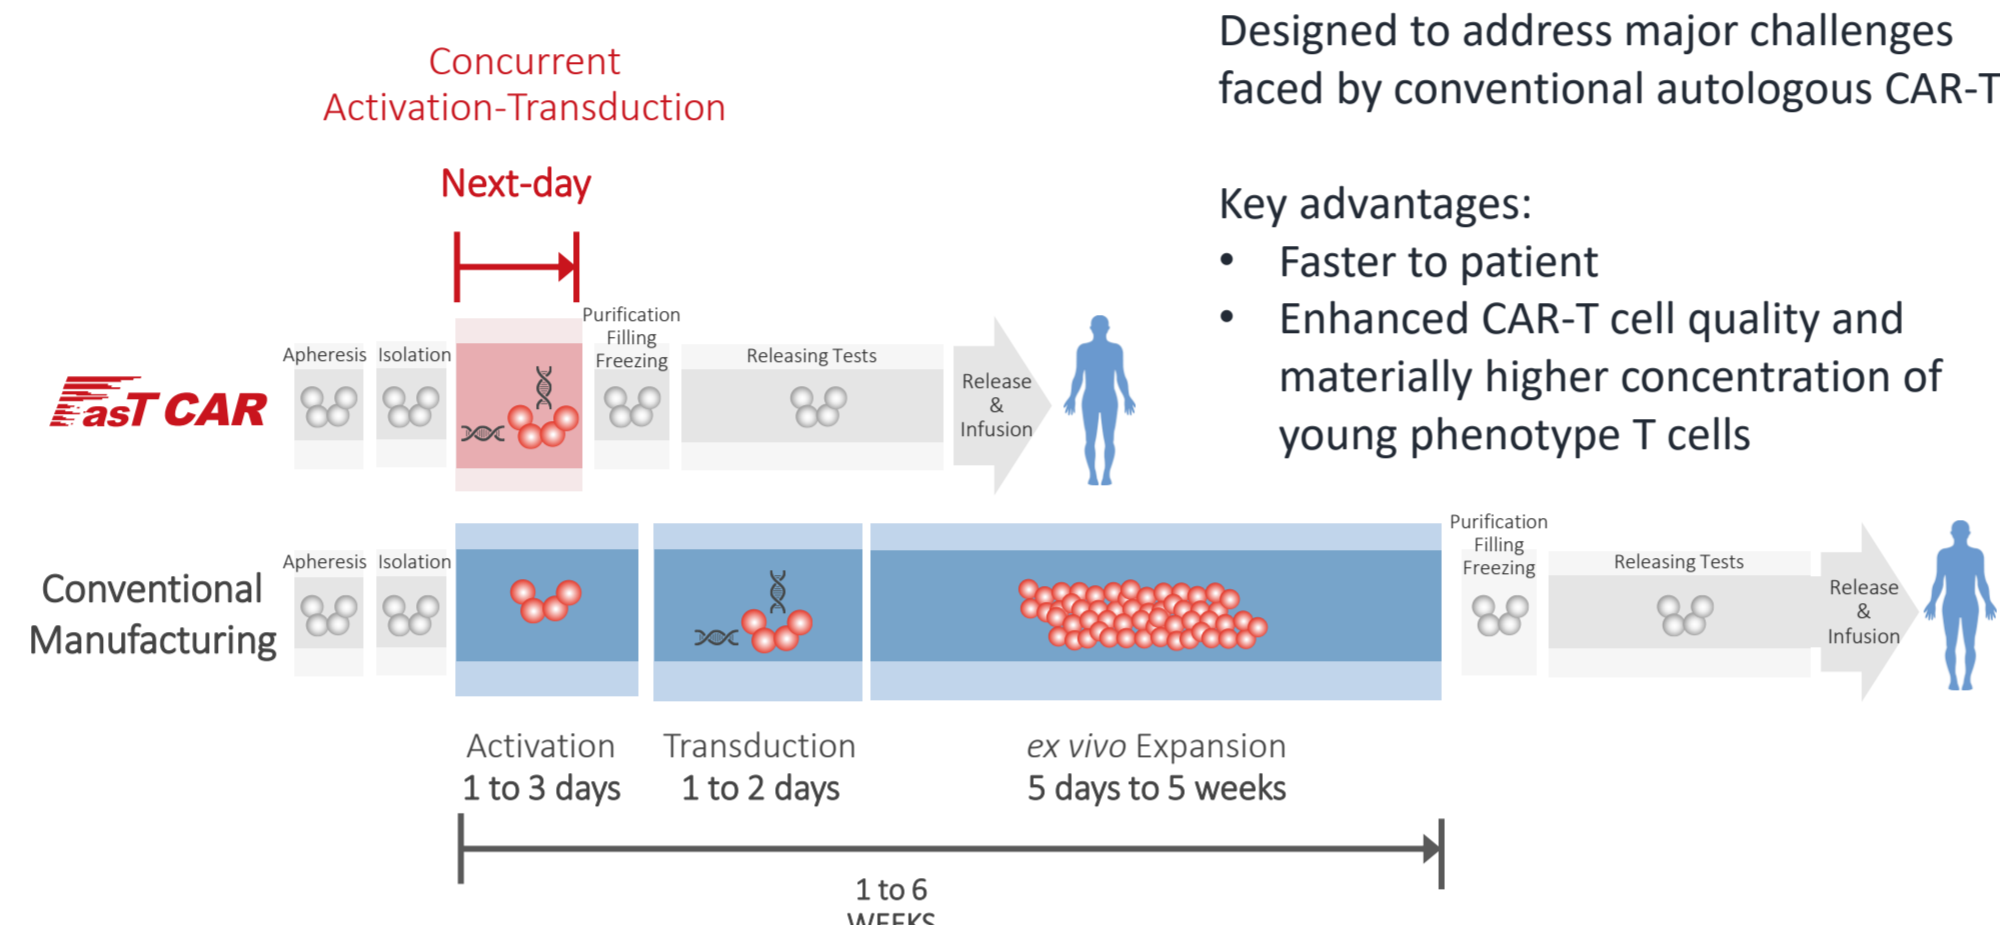 Concurrent
Activation-Transduction
Next-day
Designed to address major challenges
faced by conventional autologous CAR-T
Key advantages:
• Faster to patient
• Enhanced CAR-T cell quality and
materially higher concentration of
young phenotype T cells
FasT CAR
Apheresis
Isolation
Purification
Filling
Freezing
Releasing Tests
Release
&
Infusion
Conventional
Manufacturing
Apheresis
Isolation
Purification
Filling
Freezing
Releasing Tests
Release
&
Infusion
Activation
1 to 3 days
Transduction
1 to 2 days
ex vivo Expansion
5 days to 5 weeks
1 to 6
WEEKS